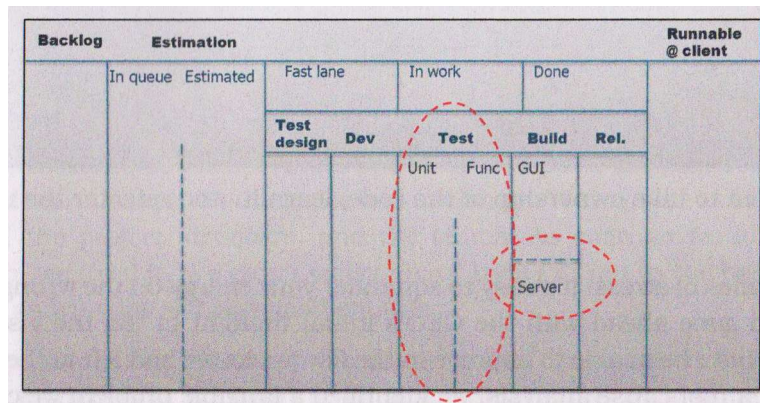 Backlog
Estimation
Runnable
@ client
In queue
Estimated
Fast lane
In work
Done
Test
design
Dev
Test
Build
Rel.
Unit
Func
GUI
Server